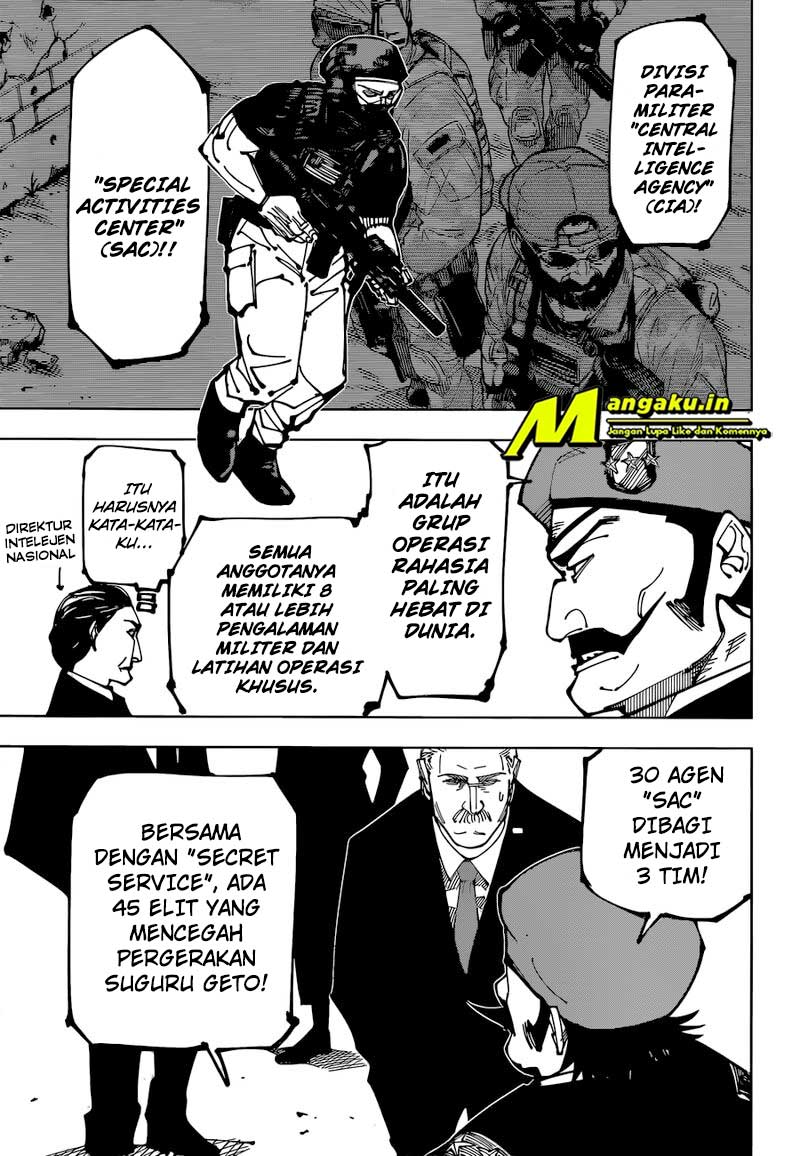 DIVISI
PARA-
MILITER
"CENTRAL
INTEL-
LIGENCE
AGENCY"
(CIA)!
"SPECIAL
ACTIVITIES
CENTER"
(SAC)!!
Mangaku.in
Jangan Lupa Like dan Komennya
ITU
ADALAH
GRUP
OPERASI
RAHASIA
PALING
HEBAT DI
DUNIA.
SEMUA
ANGGOTANYA
MEMILIKI 8
ATAU LEBIH
PENGALAMAN
MILITER DAN
LATIHAN OPERASI
KHUSUS.
ITU
HARUSNYA
KATA-KATA-
KU...
DIREKTUR
INTELEJEN
NASIONAL
30 AGEN
"SAC"
DIBAGI
MENJADI
3 TIM!
BERSAMA
DENGAN "SECRET
SERVICE", ADA
45 ELIT YANG
MENCEGAH
PERGERAKAN
SUGURU GETO!